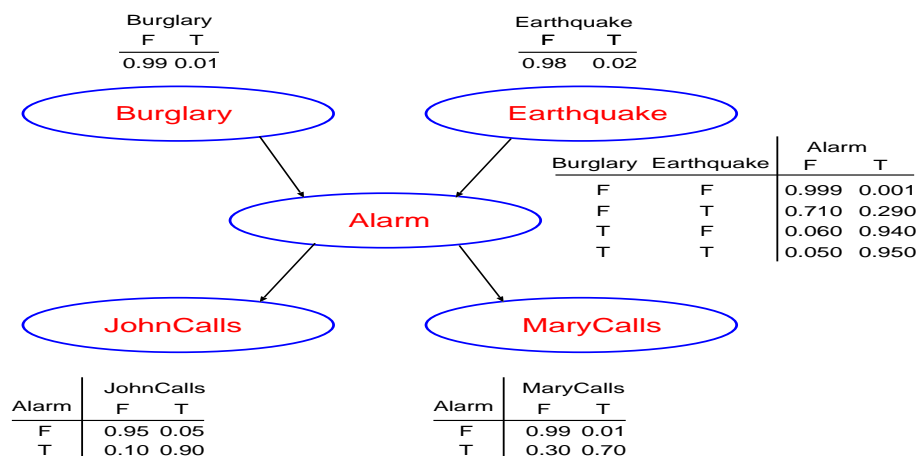 Burglary
F T
0.99 0.01
Earthquake
F T
0.98 0.02
Burglary
Earthquake
Alarm
Burglary Earthquake F T
F F 0.999 0.001
F T 0.710 0.290
T F 0.060 0.940
T T 0.050 0.950
Alarm
JohnCalls
MaryCalls
JohnCalls
Alarm F T
F 0.95 0.05
T 0.10 0.90
MaryCalls
Alarm F T
F 0.99 0.01
T 0.30 0.70